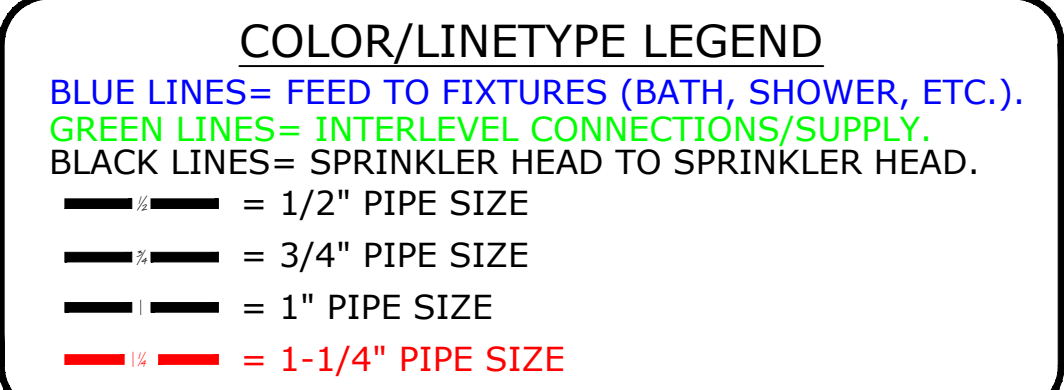 COLOR/LINETYPE LEGEND
BLUE LINES= FEED TO FIXTURES (BATH, SHOWER, ETC.).
GREEN LINES= INTERLEVEL CONNECTIONS/SUPPLY.
BLACK LINES= SPRINKLER HEAD TO SPRINKLER HEAD.
1/2 = 1/2" PIPE SIZE
3/4 = 3/4" PIPE SIZE
1 = 1" PIPE SIZE
1 1/4 = 1-1/4" PIPE SIZE